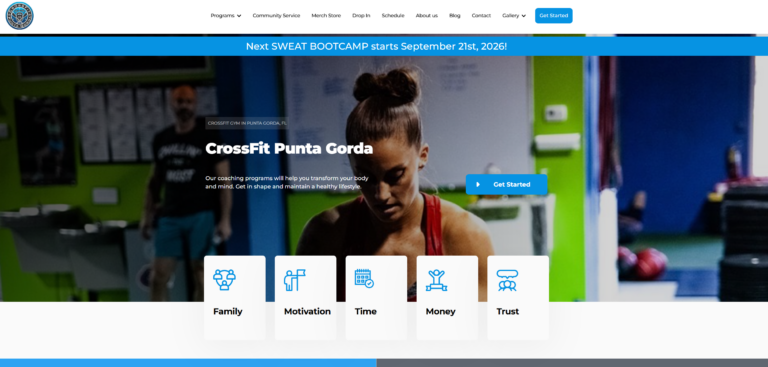 Programs
Community Service
Merch Store
Drop In
Schedule
About us
Blog
Contact
Gallery
Get Started
Next SWEAT BOOTCAMP starts September 21st, 2026!
CROSSFIT GYM IN PUNTA GORDA, FL
CrossFit Punta Gorda
Our coaching programs will help you transform your body
and mind. Get in shape and maintain a healthy lifestyle.
Get Started
Family
Motivation
Time
Money
Trust